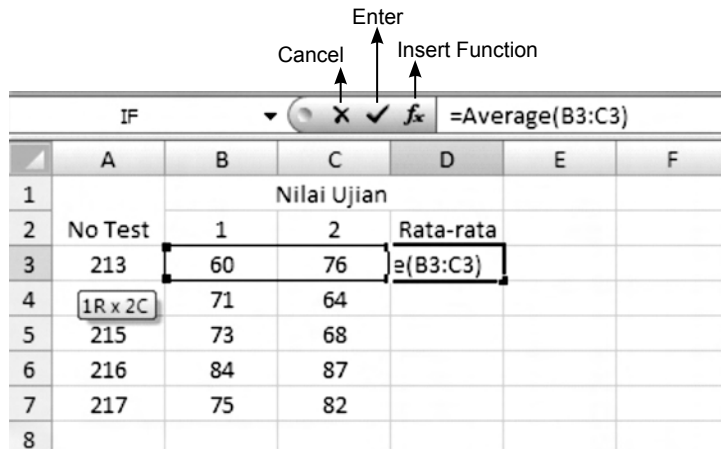 Enter
Cancel Insert Function
IF =Average(B3:C3)
A B C D E F
1 Nilai Ujian
2 No Test 1 2 Rata-rata
3 213 60 76 e(B3:C3)
4 1R x 2C 71 64
5 215 73 68
6 216 84 87
7 217 75 82
8